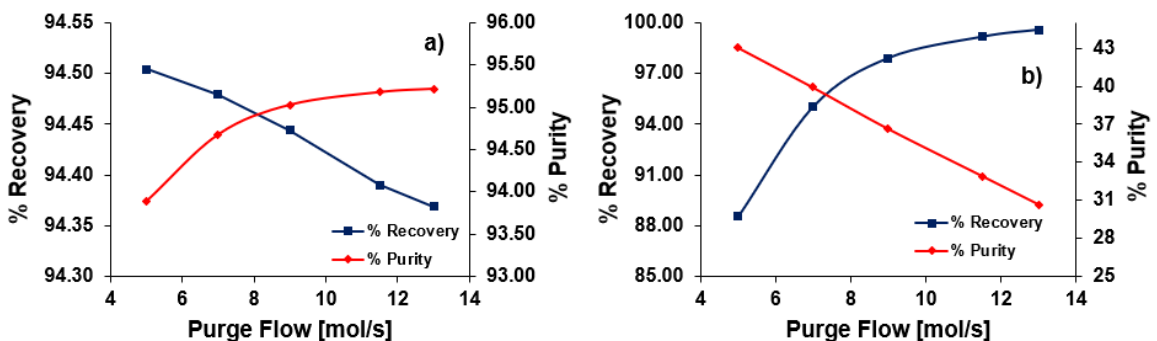 a)
% Recovery
94.55
94.50
94.45
94.40
94.35
94.30
96.00
95.50
95.00
94.50
94.00
93.50
93.00
% Purity
% Recovery
% Purity
4 6 8 10 12 14
Purge Flow [mol/s]
b)
% Recovery
100.00
97.00
94.00
91.00
88.00
85.00
43
40
37
34
31
28
25
% Purity
% Recovery
% Purity
4 6 8 10 12 14
Purge Flow [mol/s]